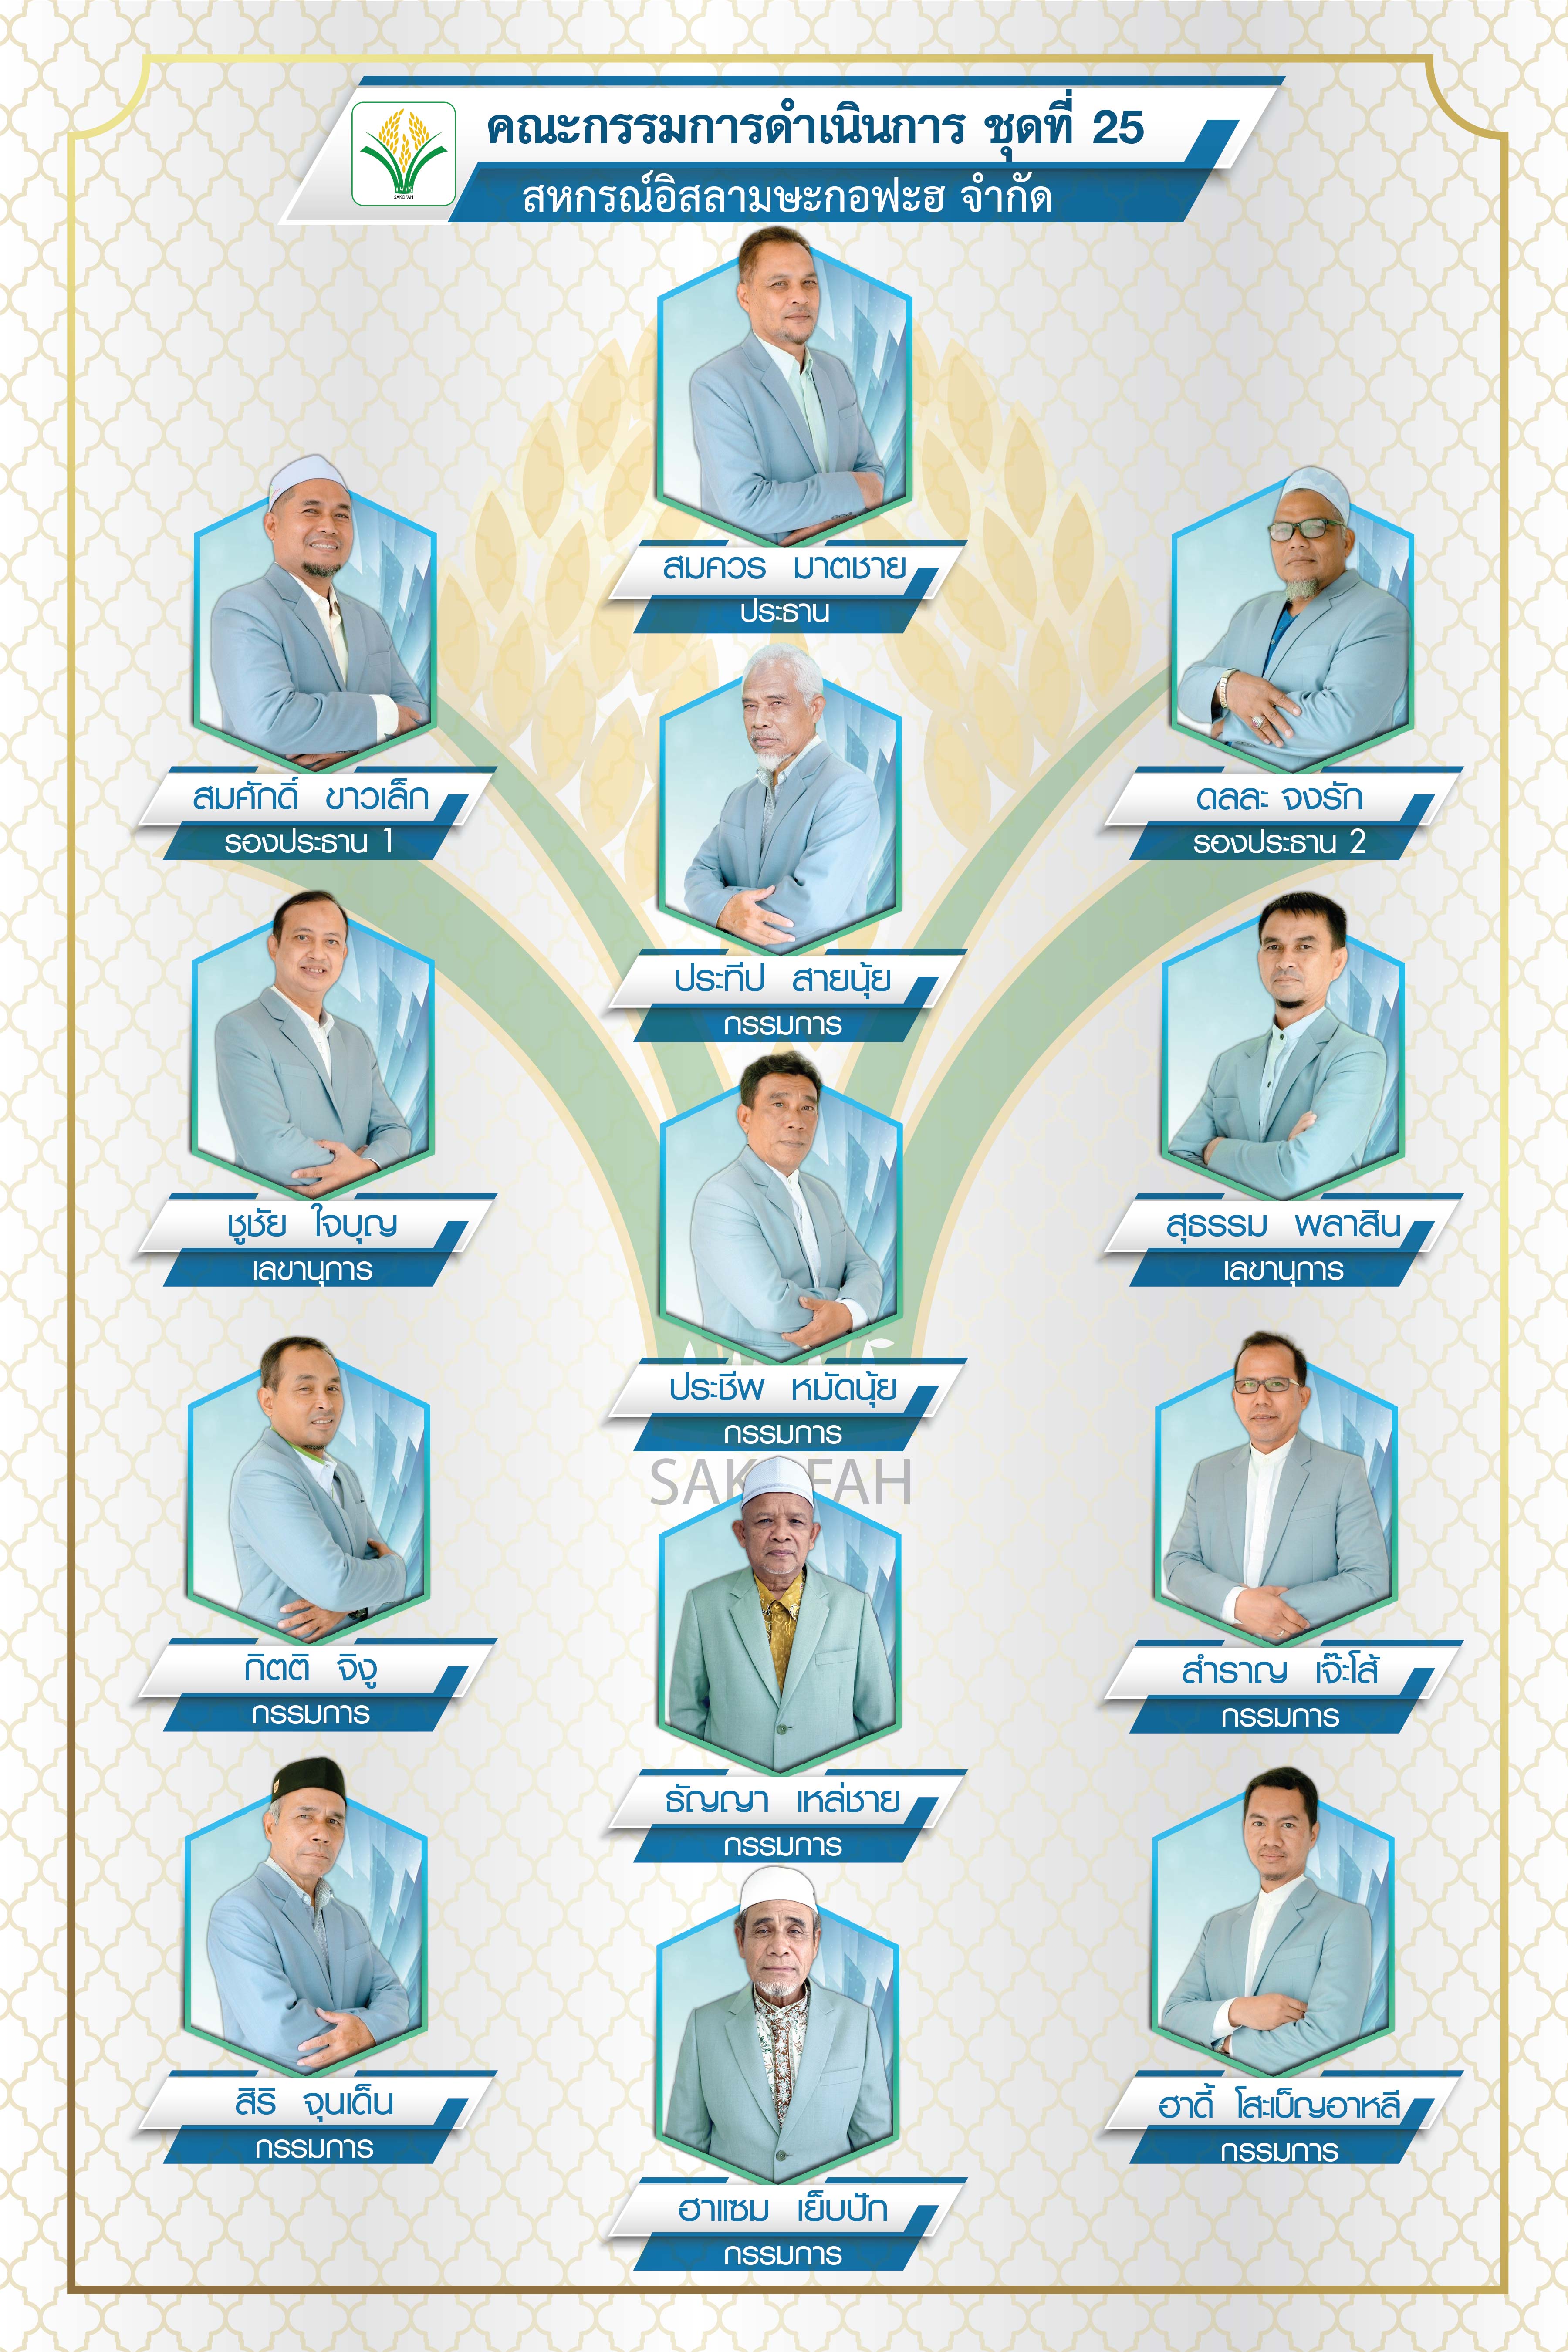 คณะกรรมการดำเนินการ ชุดที่ 25
สหกรณ์อิสลามษะกอฟะฮ จำกัด
SAKOFAH
สมควร มาตชาย
ประธาน
สมศักดิ์ ขาวเล็ก
รองประธาน 1
ดลละ จงรัก
รองประธาน 2
ประทีป สายนุ้ย
กรรมการ
ชูชัย ใจบุญ
เลขานุการ
สุธรรม พลาสิน
เลขานุการ
ประชีพ หมัดนุ้ย
กรรมการ
SAKOFAH
กิตติ จิงู
กรรมการ
สำราญ เจ๊ะโส้
กรรมการ
ธัญญา เหล่ชาย
กรรมการ
สิริ จุนเด็น
กรรมการ
ฮาดี้ โสะเบ็ญอาหลี
กรรมการ
ฮาแซม เย็บปัก
กรรมการ